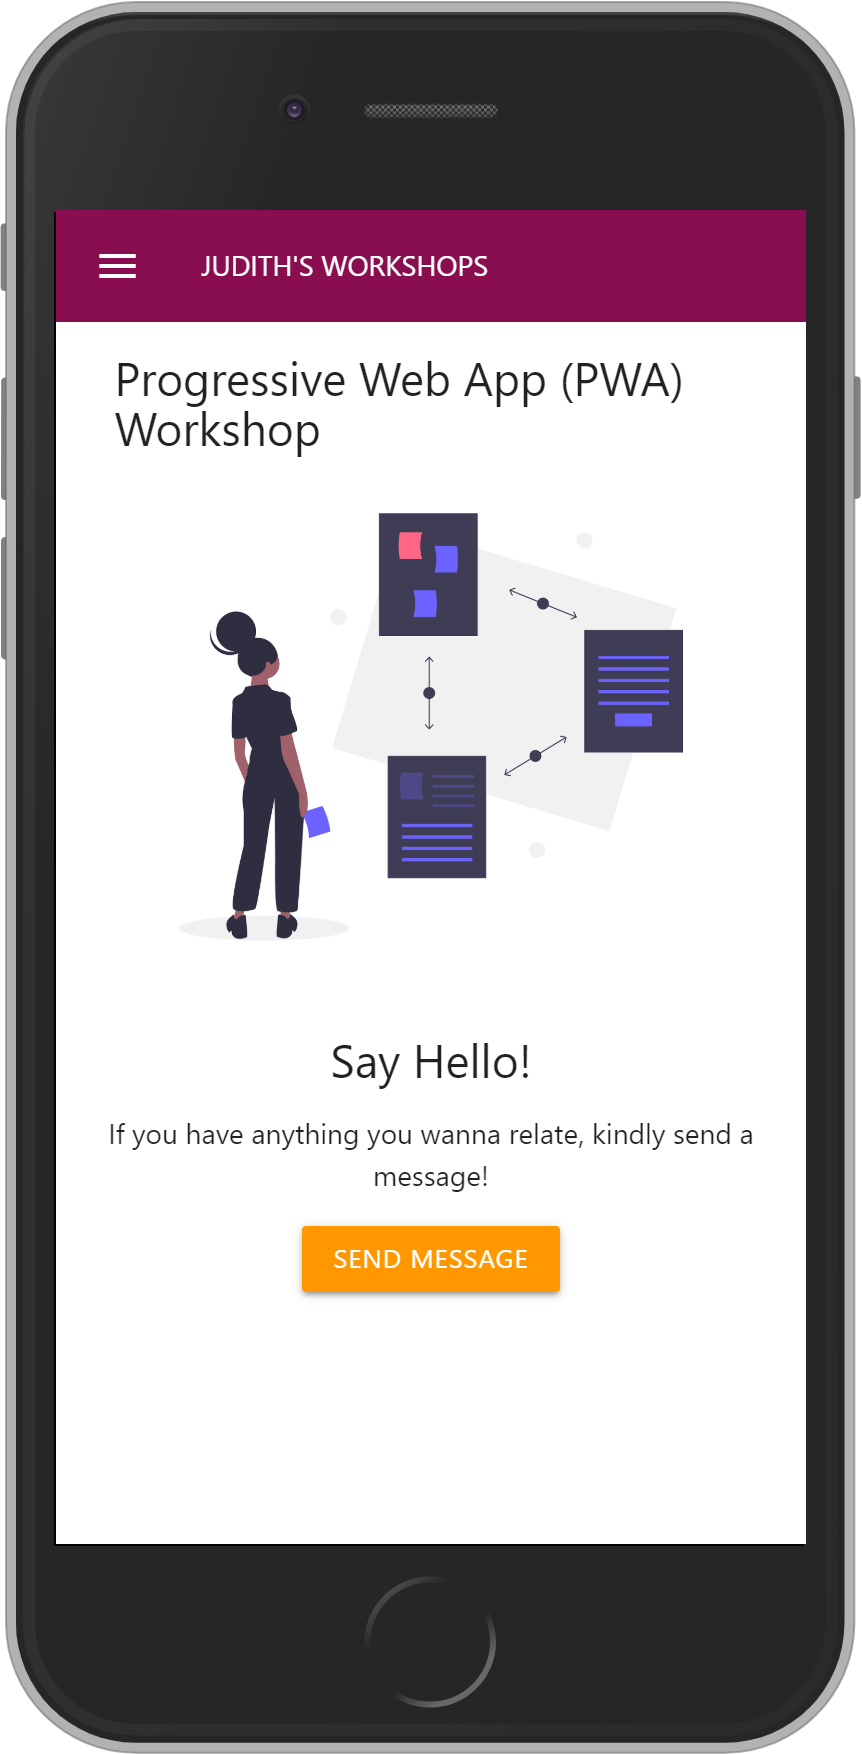 JUDITH'S WORKSHOPS
Progressive Web App (PWA)
Workshop
Say Hello!
If you have anything you wanna relate, kindly send a
message!
SEND MESSAGE